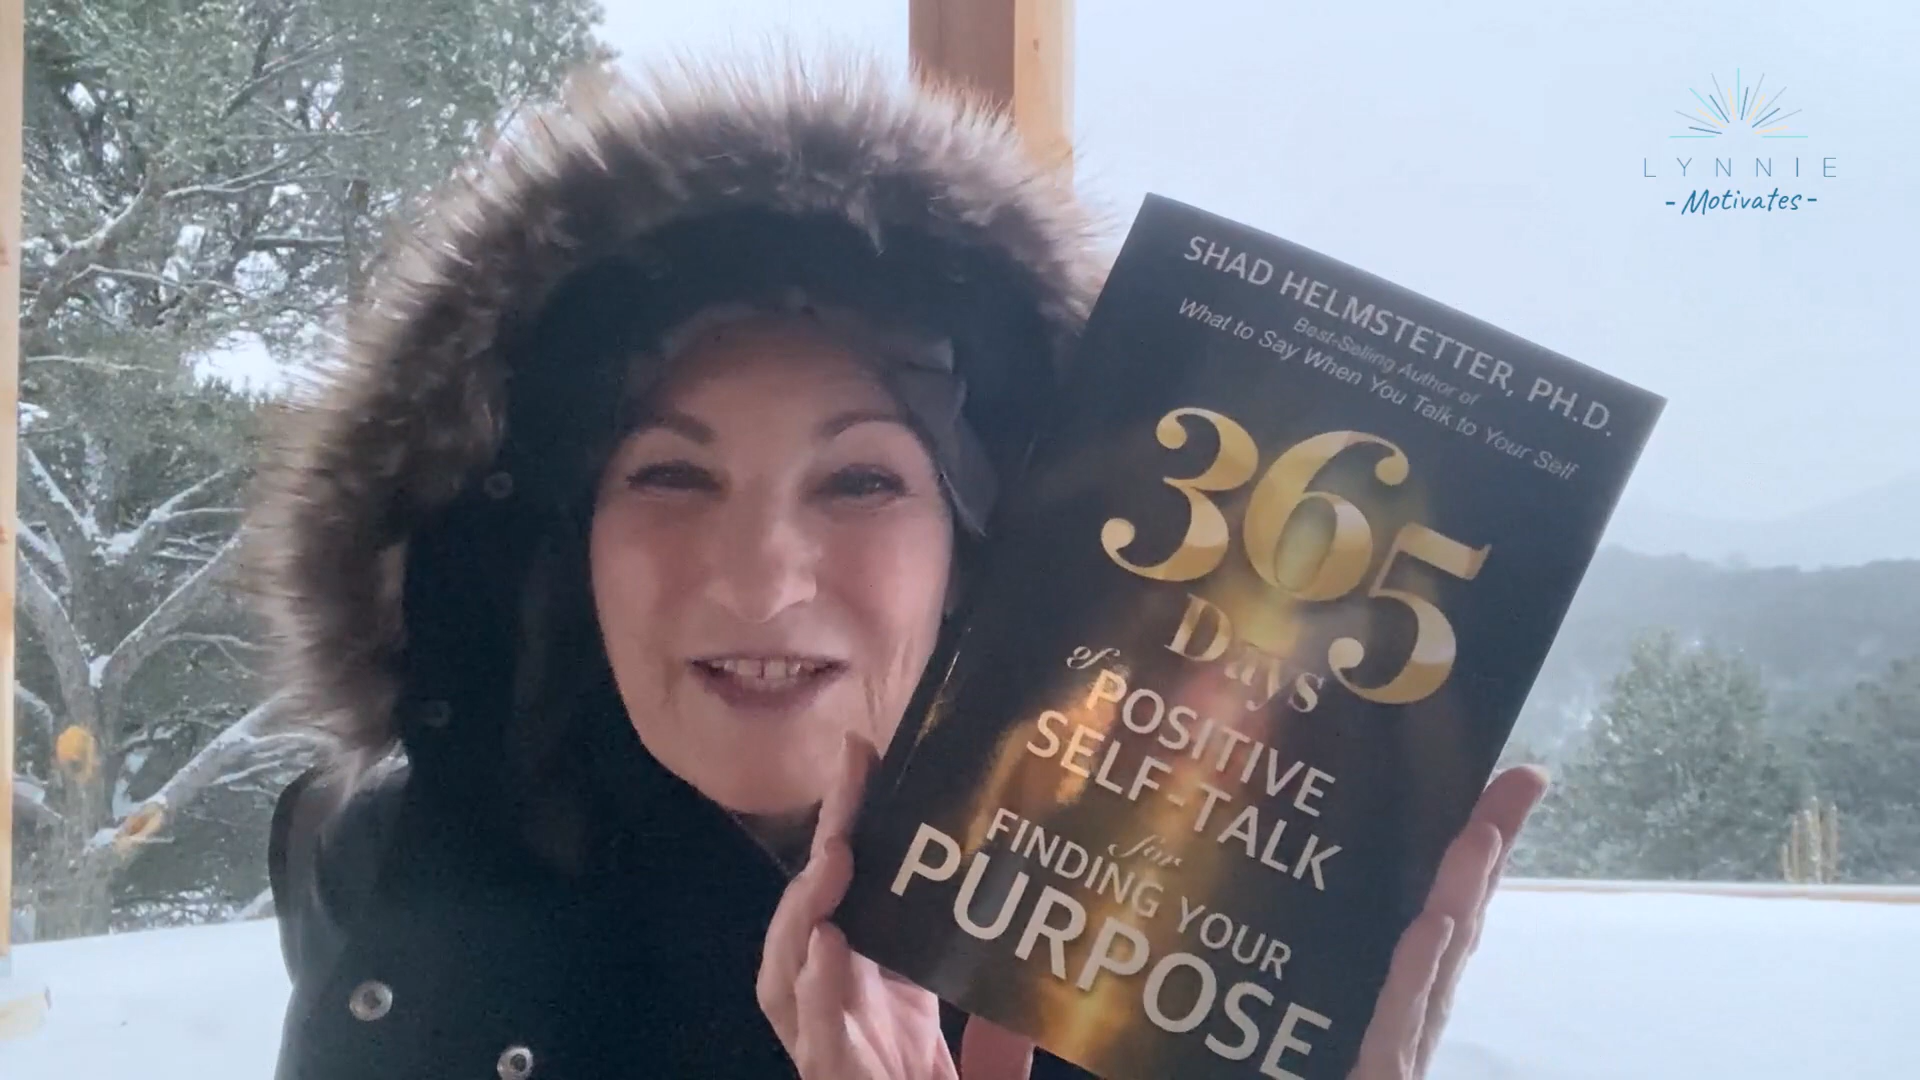 LYNNIE
- Motivates -
SHAD HELMSTETTER, PH.D.
Best-Selling Author of
What to Say When You Talk to Your Self
365
Days
of POSITIVE
SELF-TALK
for
FINDING YOUR
PURPOSE